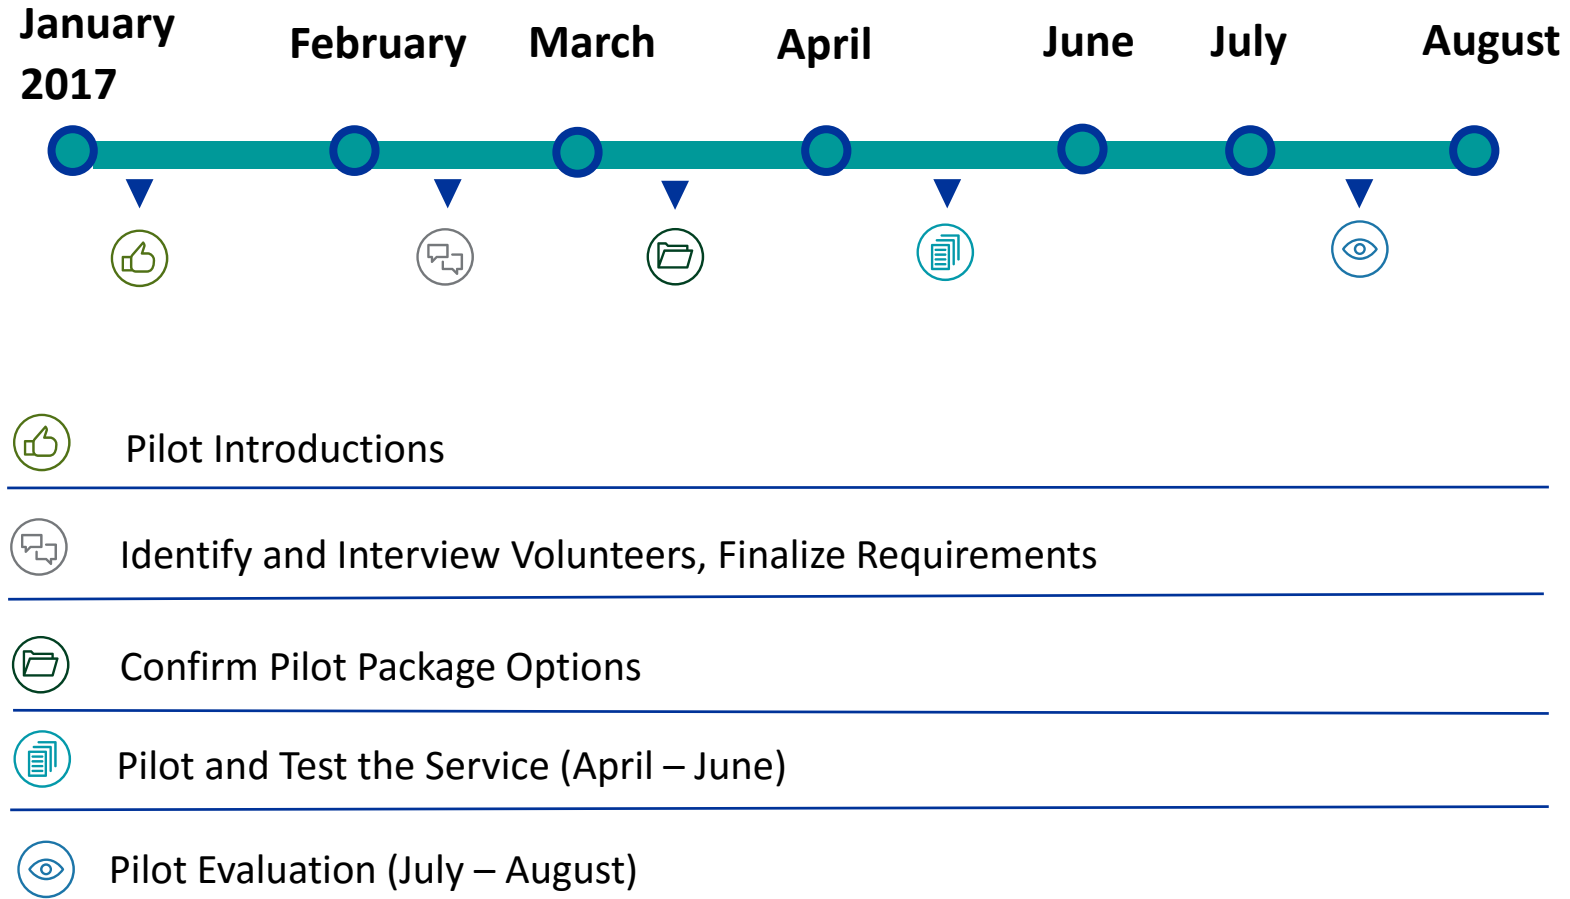 January
2017
February
March
April
June
July
August
Pilot Introductions
Identify and Interview Volunteers, Finalize Requirements
Confirm Pilot Package Options
Pilot and Test the Service (April – June)
Pilot Evaluation (July – August)